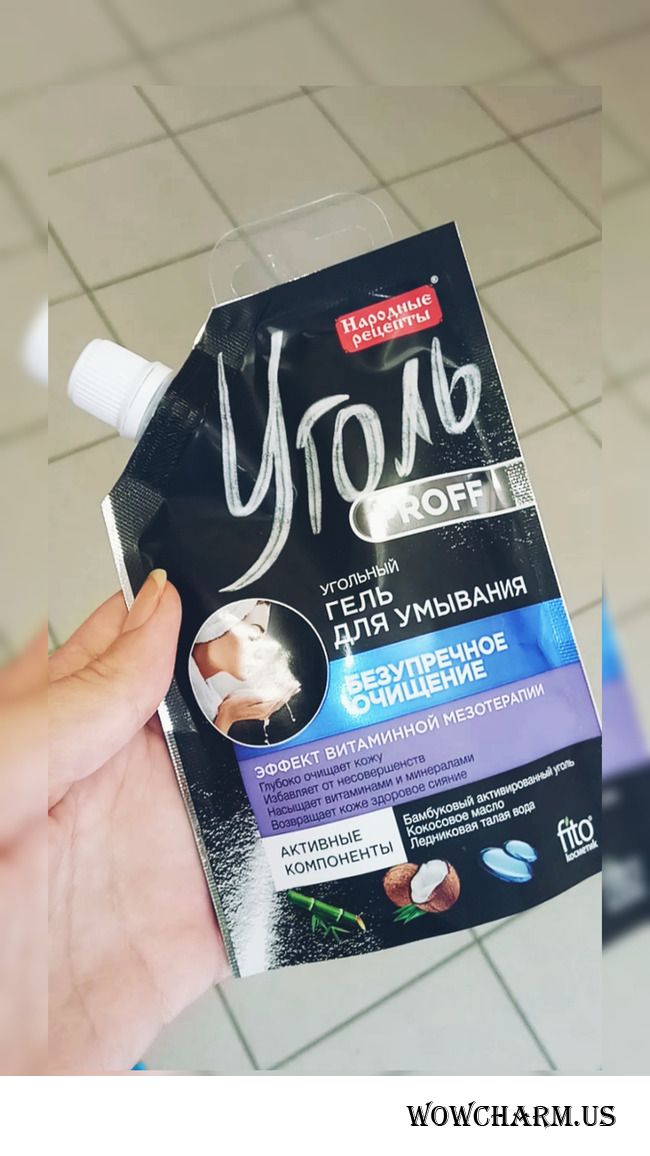 Народные
рецепты®
Уголь
PROFF
УГОЛЬНЫЙ
ГЕЛЬ
ДЛЯ УМЫВАНИЯ
БЕЗУПРЕЧНОЕ
ОЧИЩЕНИЕ
ЭФФЕКТ ВИТАМИННОЙ МЕЗОТЕРАПИИ
Глубоко очищает кожу
Избавляет от несовершенств
Насыщает витаминами и минералами
Возвращает коже здоровое сияние
АКТИВНЫЕ
КОМПОНЕНТЫ
Бамбуковый активированный уголь
Кокосовое масло
Ледниковая талая вода
fito®
косметик
WOWCHARM.US